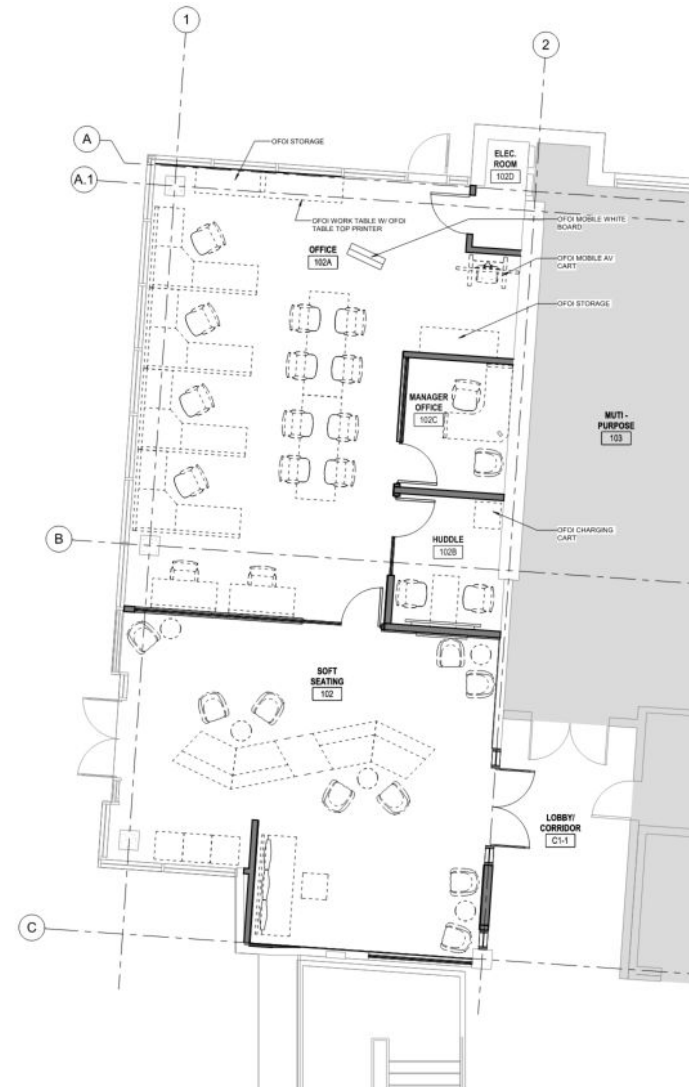 1
2
A
OFOI STORAGE
ELEC.
ROOM
102D
A.1
OFOI WORK TABLE W/ OFOI
TABLE TOP PRINTER
OFOI MOBILE WHITE
BOARD
OFFICE
102A
OFOI MOBILE AV
CART
OFOI STORAGE
MANAGER
OFFICE
102C
MUTI -
PURPOSE
103
B
HUDDLE
102B
OFOI CHARGING
CART
SOFT
SEATING
102
LOBBY/
CORRIDOR
C1-1
C